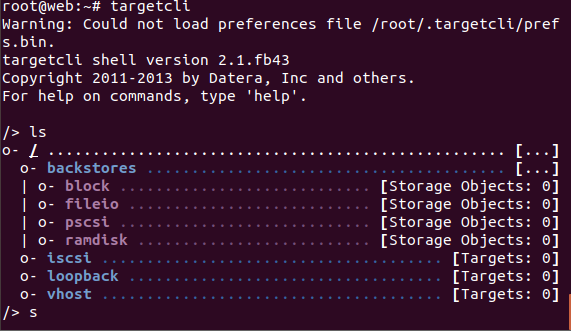 root@web:~# targetcli
Warning: Could not load preferences file /root/.targetcli/pref
s.bin.
targetcli shell version 2.1.fb43
Copyright 2011-2013 by Datera, Inc and others.
For help on commands, type 'help'.
/> ls
o- / ..................................................... [...]
  o- backstores .......................................... [...]
  | o- block .............................. [Storage Objects: 0]
  | o- fileio ............................. [Storage Objects: 0]
  | o- pscsi .............................. [Storage Objects: 0]
  | o- ramdisk ............................ [Storage Objects: 0]
  o- iscsi ........................................ [Targets: 0]
  o- loopback ..................................... [Targets: 0]
  o- vhost ........................................ [Targets: 0]
/> s